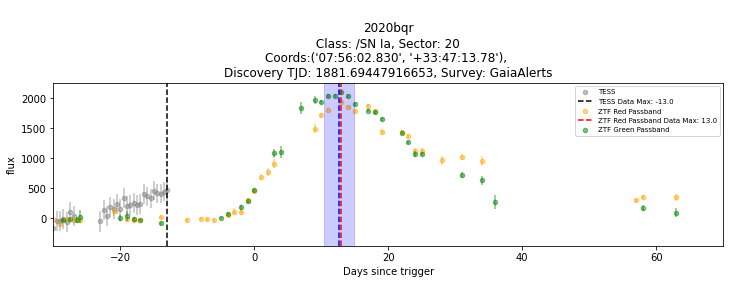 2020bqr
Class: /SN Ia, Sector: 20
Coords:('07:56:02.830', '+33:47:13.78'),
Discovery TJD: 1881.69447916653, Survey: GaiaAlerts
TESS
TESS Data Max: -13.0
ZTF Red Passband
ZTF Red Passband Data Max: 13.0
ZTF Green Passband
flux
2000
1500
1000
500
0
−20
0
20
40
60
Days since trigger